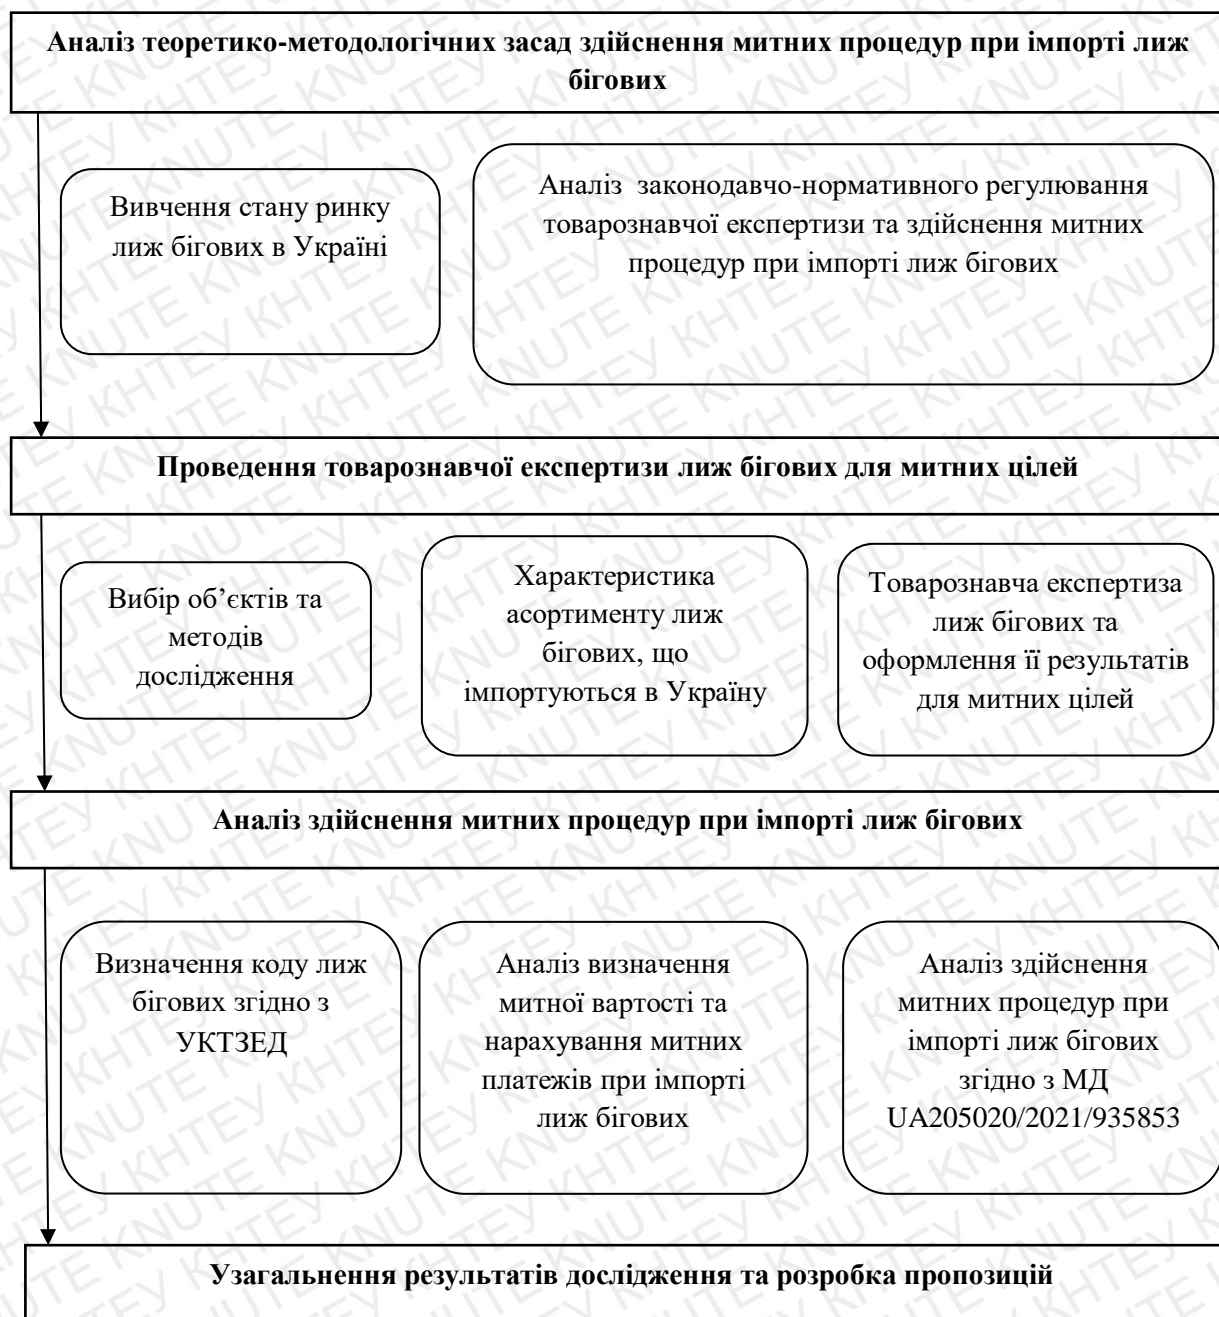 Аналіз теоретико-методологічних засад здійснення митних процедур при імпорті лиж
бігових
Вивчення стану ринку
лиж бігових в Україні
Аналіз законодавчо-нормативного регулювання
товарознавчої експертизи та здійснення митних
процедур при імпорті лиж бігових
Проведення товарознавчої експертизи лиж бігових для митних цілей
Вибір об’єктів та
методів
дослідження
Характеристика
асортименту лиж
бігових, що
імпортуються в Україну
Товарознавча експертиза
лиж бігових та
оформлення її результатів
для митних цілей
Аналіз здійснення митних процедур при імпорті лиж бігових
Визначення коду лиж
бігових згідно з
УКТЗЕД
Аналіз визначення
митної вартості та
нарахування митних
платежів при імпорті
лиж бігових
Аналіз здійснення
митних процедур при
імпорті лиж бігових
згідно з МД
UA205020/2021/935853
Узагальнення результатів дослідження та розробка пропозицій